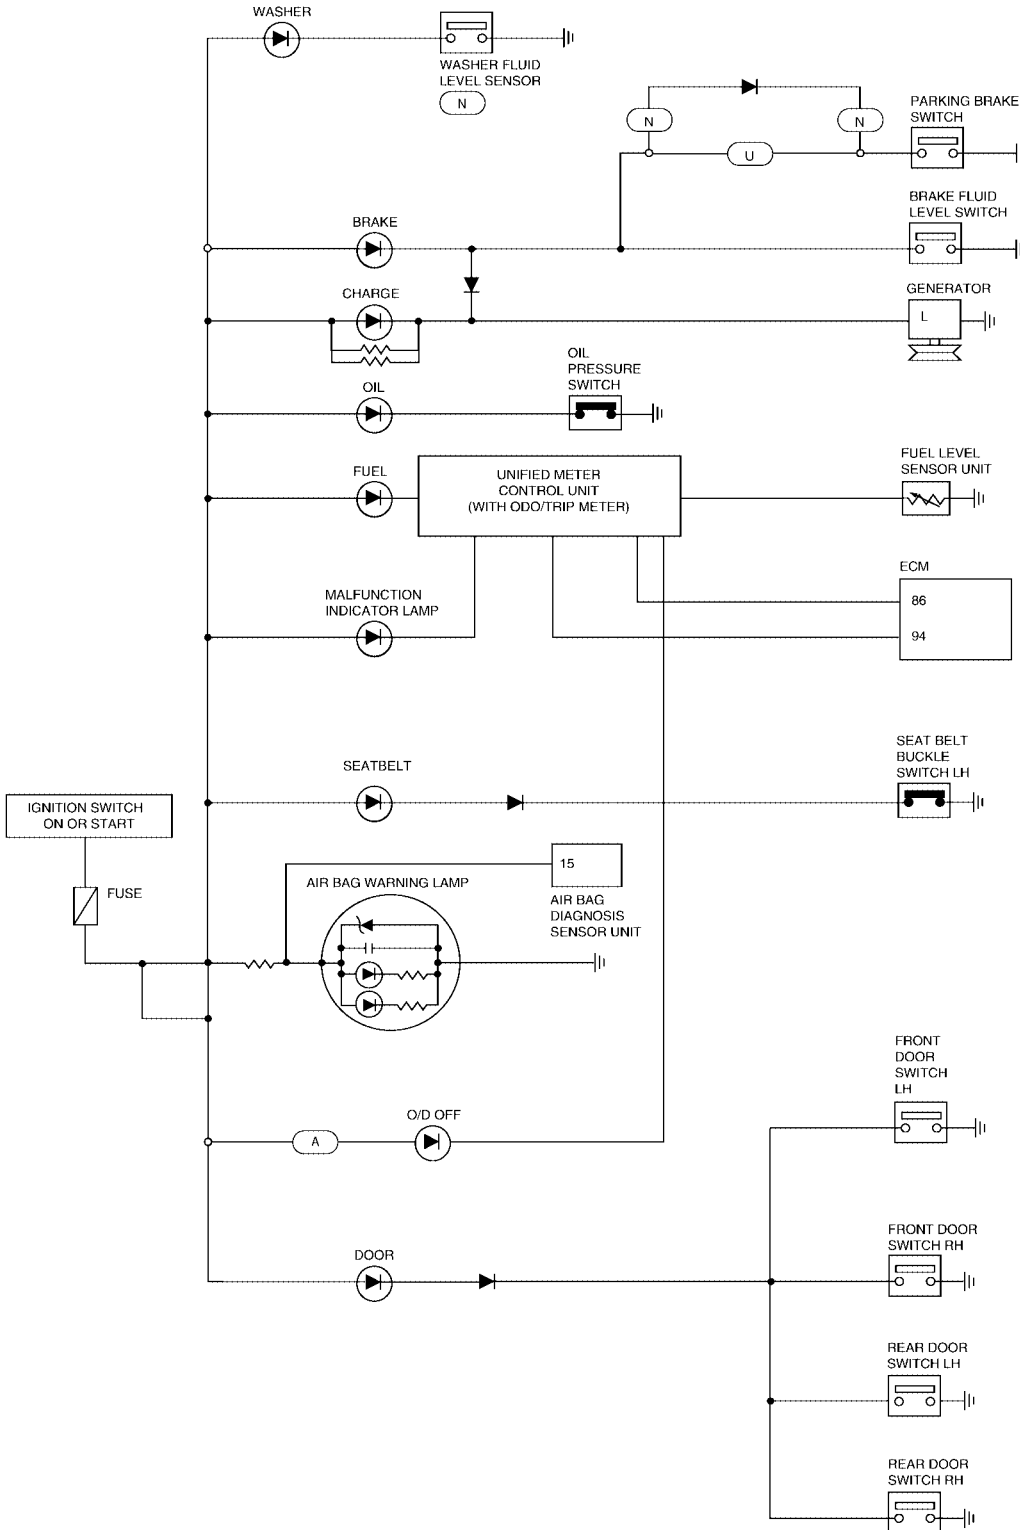 WASHER
WASHER FLUID
LEVEL SENSOR
N
N
N
U
PARKING BRAKE
SWITCH
BRAKE FLUID
LEVEL SWITCH
BRAKE
CHARGE
GENERATOR
L
OIL
PRESSURE
SWITCH
OIL
FUEL
UNIFIED METER
CONTROL UNIT
(WITH ODO/TRIP METER)
FUEL LEVEL
SENSOR UNIT
ECM
86
94
MALFUNCTION
INDICATOR LAMP
SEATBELT
SEAT BELT
BUCKLE
SWITCH LH
IGNITION SWITCH
ON OR START
FUSE
AIR BAG WARNING LAMP
15
AIR BAG
DIAGNOSIS
SENSOR UNIT
FRONT
DOOR
SWITCH
LH
O/D OFF
A
FRONT DOOR
SWITCH RH
DOOR
REAR DOOR
SWITCH LH
REAR DOOR
SWITCH RH